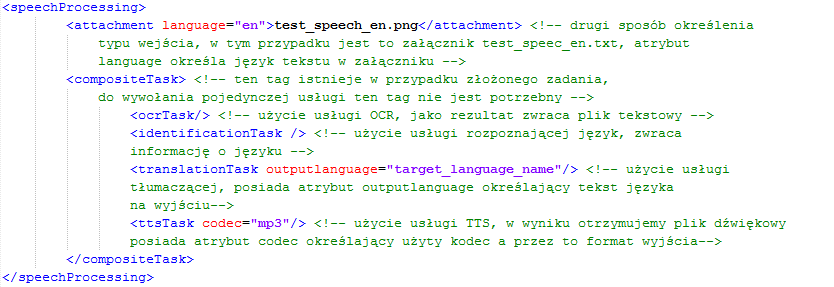 <speechProcessing>
<attachment language="en">test_speech_en.png</attachment> <!-- drugi sposób określenia
typu wejścia, w tym przypadku jest to załącznik test_speec_en.txt, atrybut
language określa język tekstu w załączniku -->
<compositeTask> <!-- ten tag istnieje w przypadku złożonego zadania,
do wywołania pojedynczej usługi ten tag nie jest potrzebny -->
<ocrTask/> <!-- użycie usługi OCR, jako rezultat zwraca plik tekstowy -->
<identificationTask /> <!-- użycie usługi rozpoznającej język, zwraca
informację o języku -->
<translationTask outputlanguage="target_language_name"/> <!-- użycie usługi
tłumaczącej, posiada atrybut outputlanguage określający tekst języka
na wyjściu-->
<ttsTask codec="mp3"/> <!-- użycie usługi TTS, w wyniku otrzymujemy plik dźwiękowy
posiada atrybut codec określający użyty kodec a przez to format wyjścia-->
</compositeTask>
</speechProcessing>